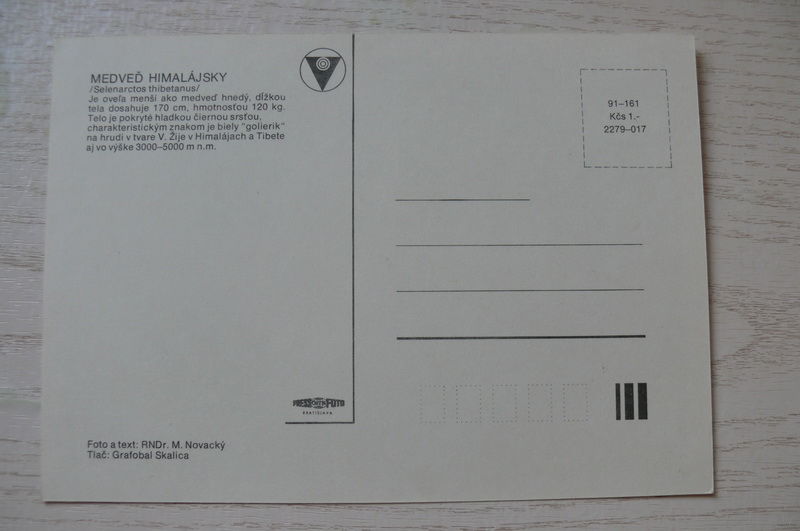 MEDVEĎ HIMALÁJSKY
/Selenarctos thibetanus/
Je oveľa menší ako medveď hnedý, dĺžkou
tela dosahuje 170 cm, hmotnosťou 120 kg.
Telo je pokryté hladkou čiernou srsťou,
charakteristickým znakom je biely "golierik"
na hrudi v tvare V. Žije v Himalájach a Tibete
aj vo výške 3000–5000 m n.m.
91–161
Kčs 1.-
2279–017
PRESSFOTO
BRATISLAVA
Foto a text: RNDr. M. Novacký
Tlač: Grafobal Skalica